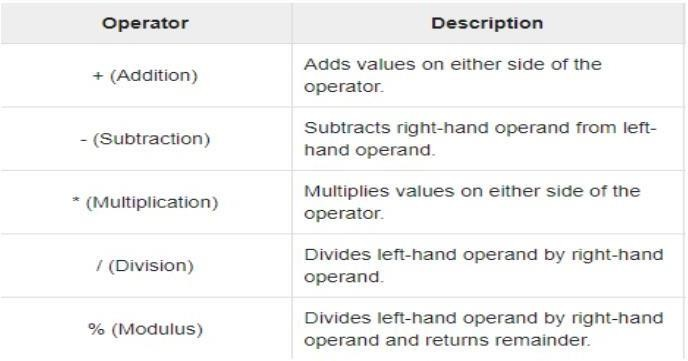 Operator Description
+ (Addition) Adds values on either side of the
operator.
- (Subtraction) Subtracts right-hand operand from left-
hand operand.
* (Multiplication) Multiplies values on either side of the
operator.
/ (Division) Divides left-hand operand by right-hand
operand.
% (Modulus) Divides left-hand operand by right-hand
operand and returns remainder.